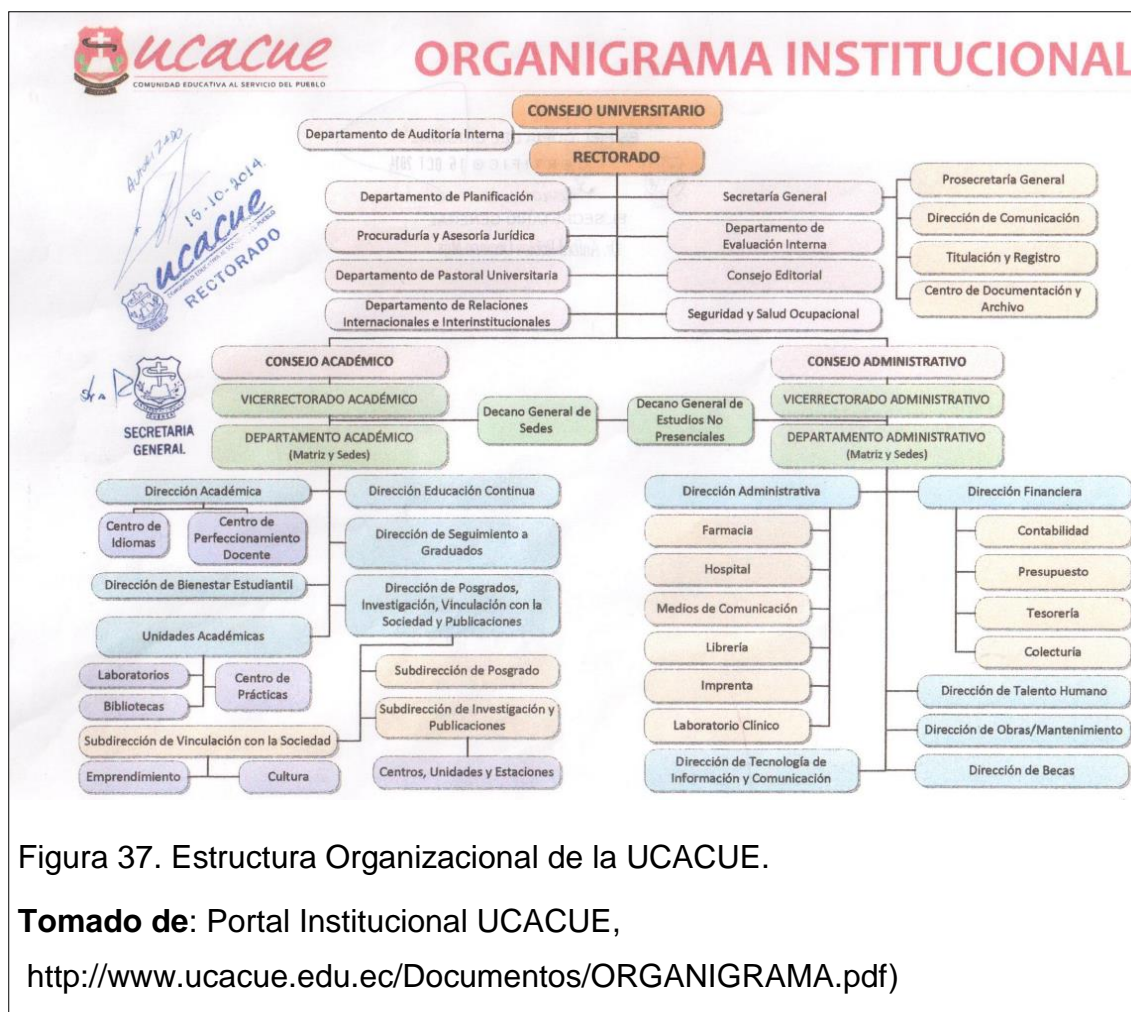 ucacue
COMUNIDAD EDUCATIVA AL SERVICIO DEL PUEBLO
ORGANIGRAMA INSTITUCIONAL
CONSEJO UNIVERSITARIO
Departamento de Auditoría Interna
RECTORADO
AUTORIZADO
15-10-2014.
ucacue
RECTORADO
Departamento de Planificación
Secretaría General
Procuraduría y Asesoría Jurídica
Departamento de
Evaluación Interna
Departamento de Pastoral Universitaria
Consejo Editorial
Departamento de Relaciones
Internacionales e Interinstitucionales
Seguridad y Salud Ocupacional
Prosecretaría General
Dirección de Comunicación
Titulación y Registro
Centro de Documentación y
Archivo
SECRETARIA
GENERAL
CONSEJO ACADÉMICO
CONSEJO ADMINISTRATIVO
VICERRECTORADO ACADÉMICO
VICERRECTORADO ADMINISTRATIVO
Decano General de
Sedes
Decano General de
Estudios No
Presenciales
DEPARTAMENTO ACADÉMICO
(Matriz y Sedes)
DEPARTAMENTO ADMINISTRATIVO
(Matriz y Sedes)
Dirección Académica
Centro de
Idiomas
Centro de
Perfeccionamiento
Docente
Dirección de Bienestar Estudiantil
Unidades Académicas
Laboratorios
Bibliotecas
Centro de
Prácticas
Dirección Educación Continua
Dirección de Seguimiento a
Graduados
Dirección de Posgrados,
Investigación, Vinculación con la
Sociedad y Publicaciones
Subdirección de Posgrado
Subdirección de Investigación y
Publicaciones
Centros, Unidades y Estaciones
Subdirección de Vinculación con la Sociedad
Emprendimiento
Cultura
Dirección Administrativa
Farmacia
Hospital
Medios de Comunicación
Librería
Imprenta
Laboratorio Clínico
Dirección de Tecnología de
Información y Comunicación
Dirección Financiera
Contabilidad
Presupuesto
Tesorería
Colecturía
Dirección de Talento Humano
Dirección de Obras/Mantenimiento
Dirección de Becas
Figura 37. Estructura Organizacional de la UCACUE.
Tomado de: Portal Institucional UCACUE,
http://www.ucacue.edu.ec/Documentos/ORGANIGRAMA.pdf)